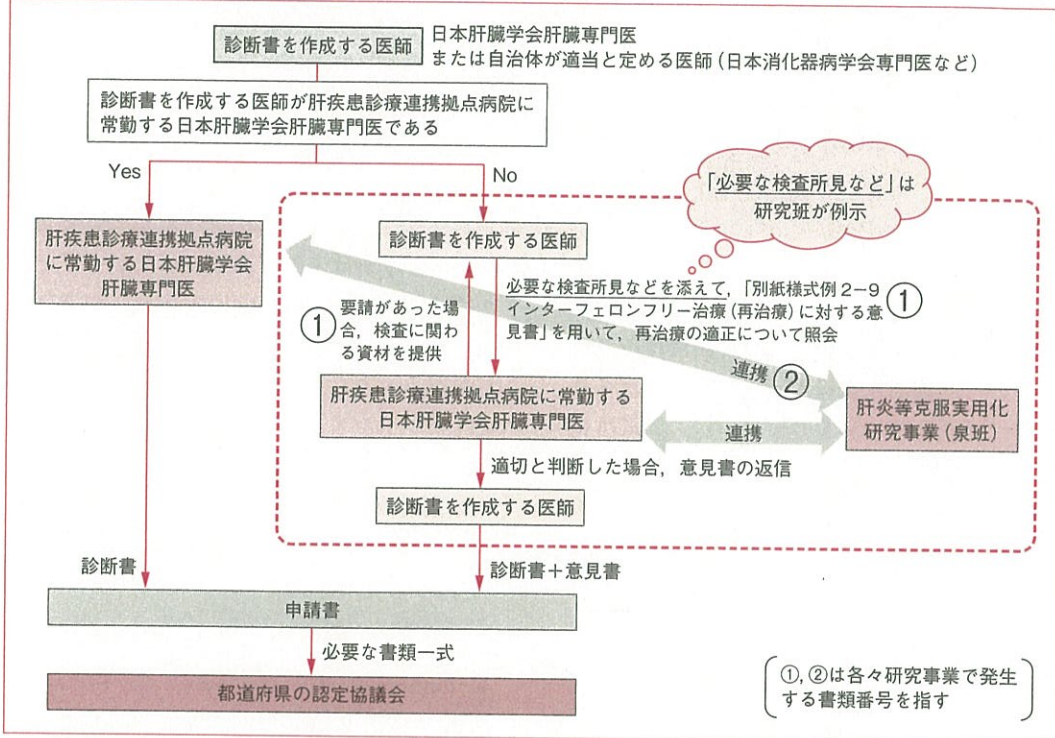 診断書を作成する医師
日本肝臓学会肝臓専門医
または自治体が適当と定める医師(日本消化器病学会専門医など)
診断書を作成する医師が肝疾患診療連携拠点病院に
常勤する日本肝臓学会肝臓専門医である
Yes
No
「必要な検査所見など」は
研究班が例示
肝疾患診療連携拠点病院
に常勤する日本肝臓学会
肝臓専門医
診断書を作成する医師
① 要請があった場
合,検査に関わ
る資材を提供
必要な検査所見などを添えて,「別紙様式例2-9
インターフェロンフリー治療(再治療)に対する意
見書」を用いて,再治療の適正について照会
①
連携 ②
肝疾患診療連携拠点病院に常勤する
日本肝臓学会肝臓専門医
連携
肝炎等克服実用化
研究事業(泉班)
適切と判断した場合,意見書の返信
診断書を作成する医師
診断書
診断書+意見書
申請書
必要な書類一式
都道府県の認定協議会
①,②は各々研究事業で発生
する書類番号を指す